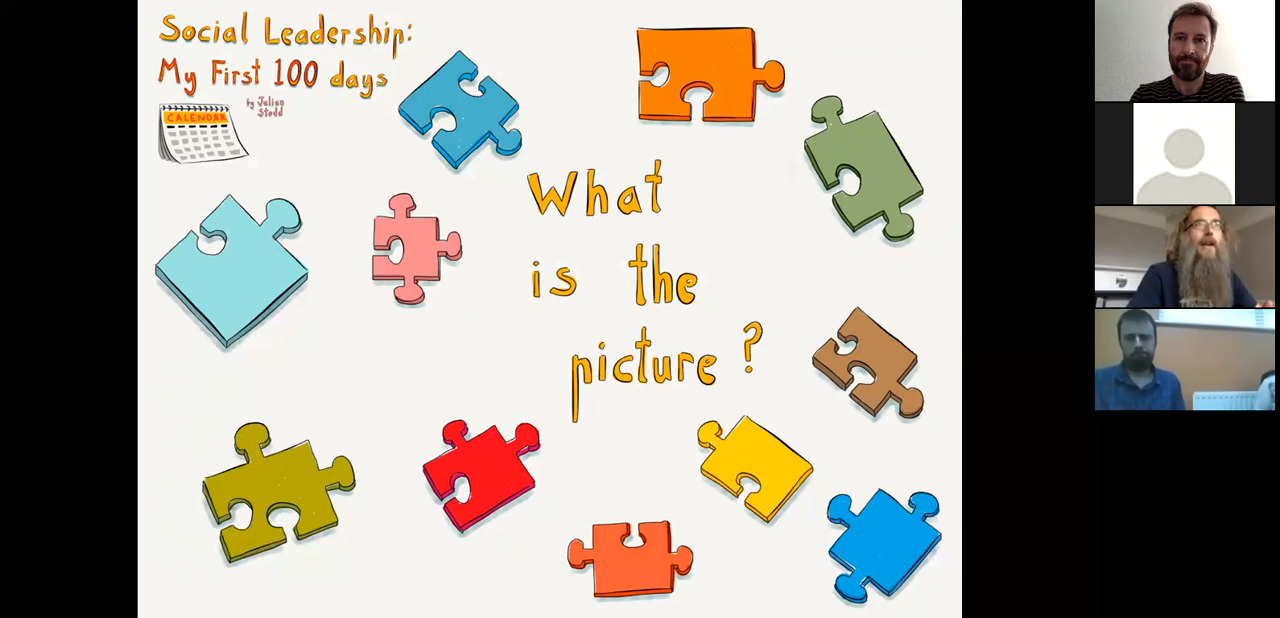 Social Leadership:
My First 100 days
by Julian
Stodd
CALENDAR
What
is the
picture?